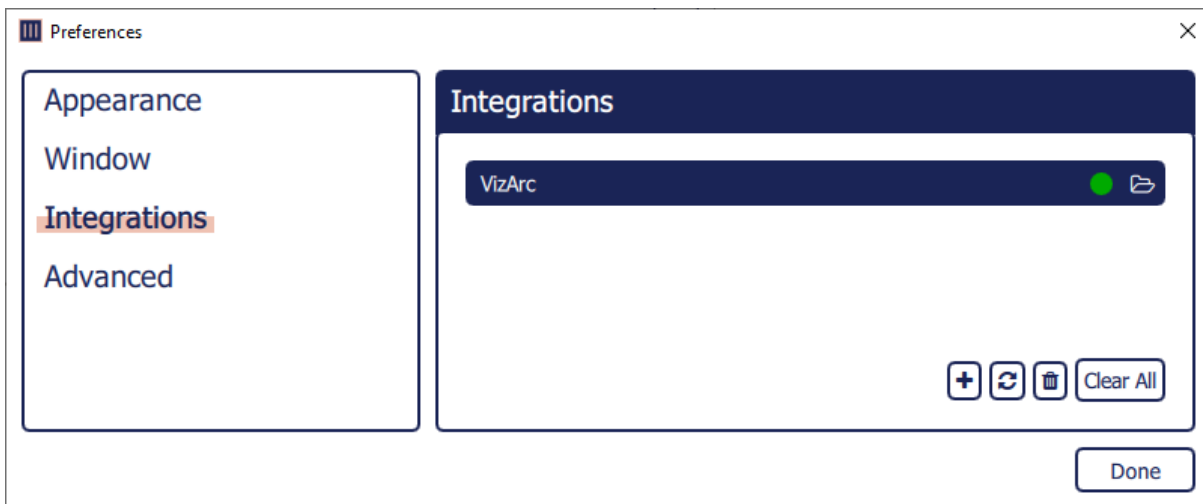 Preferences
Appearance
Window
Integrations
Advanced
Integrations
VizArc
Clear All
Done